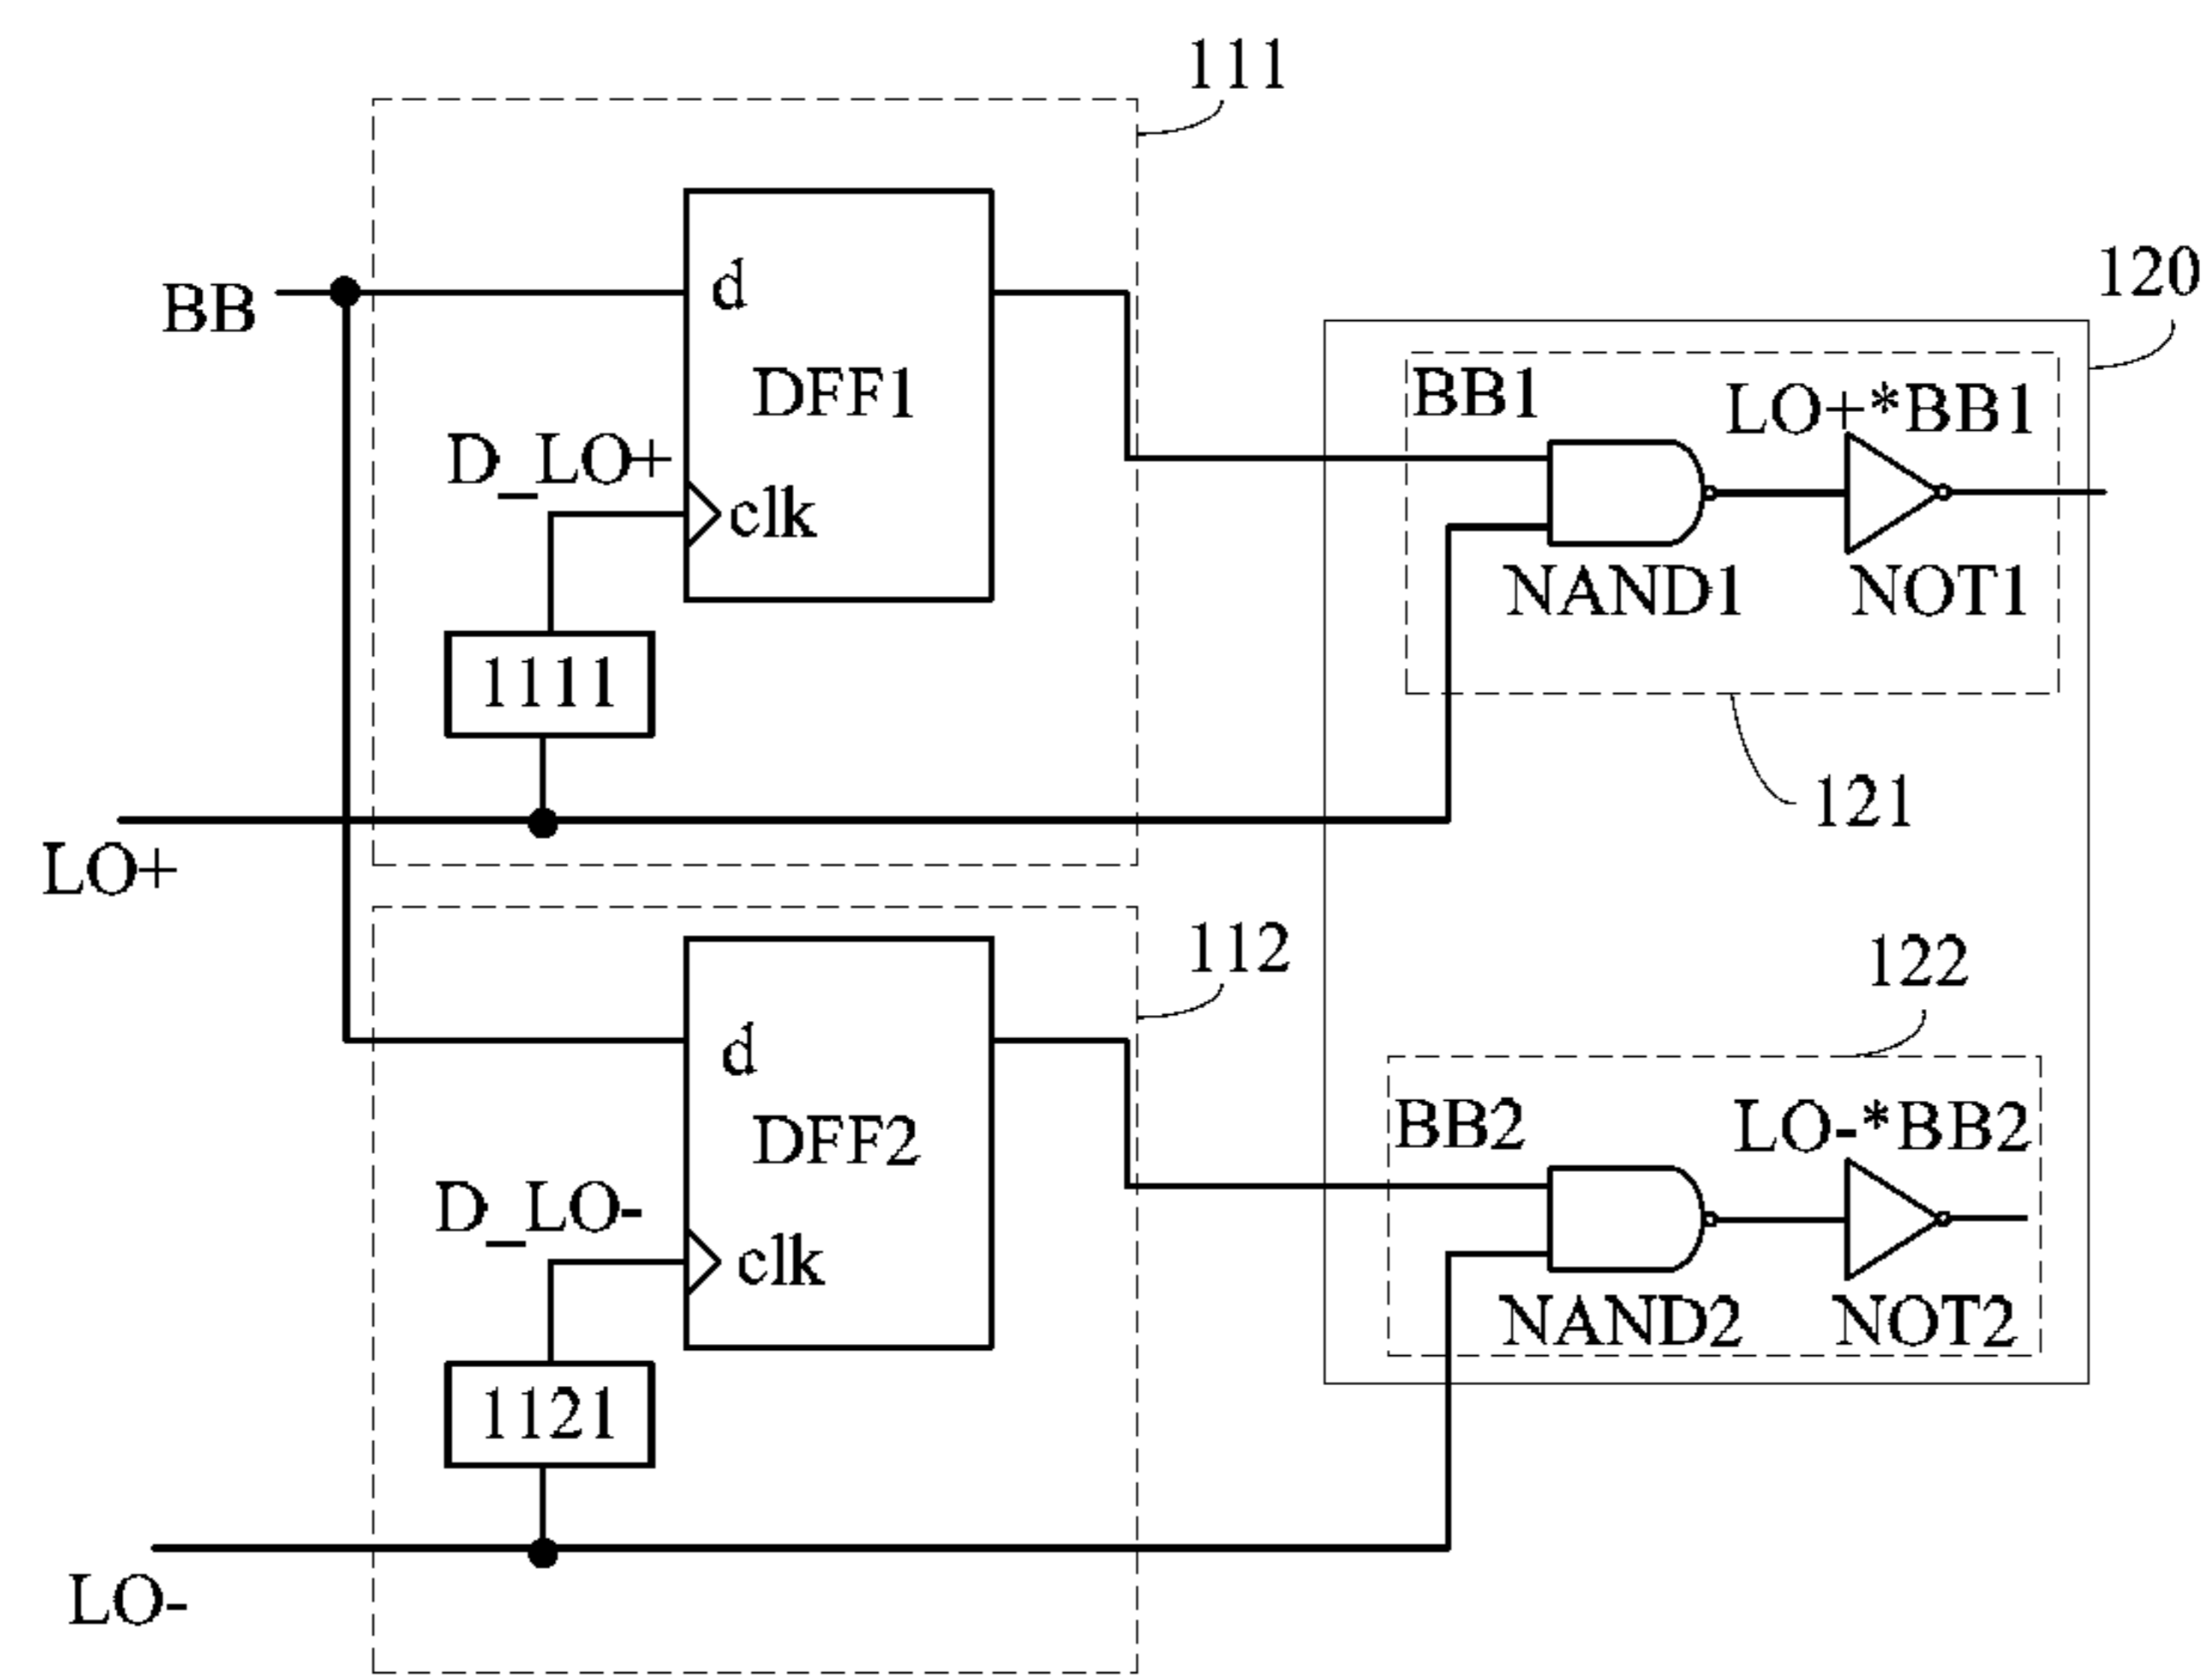 111
BB
d
DFF1
D_LO+
clk
1111
LO+
120
BB1
LO+*BB1
NAND1
NOT1
121
112
d
DFF2
D_LO-
clk
1121
LO-
122
BB2
LO-*BB2
NAND2
NOT2